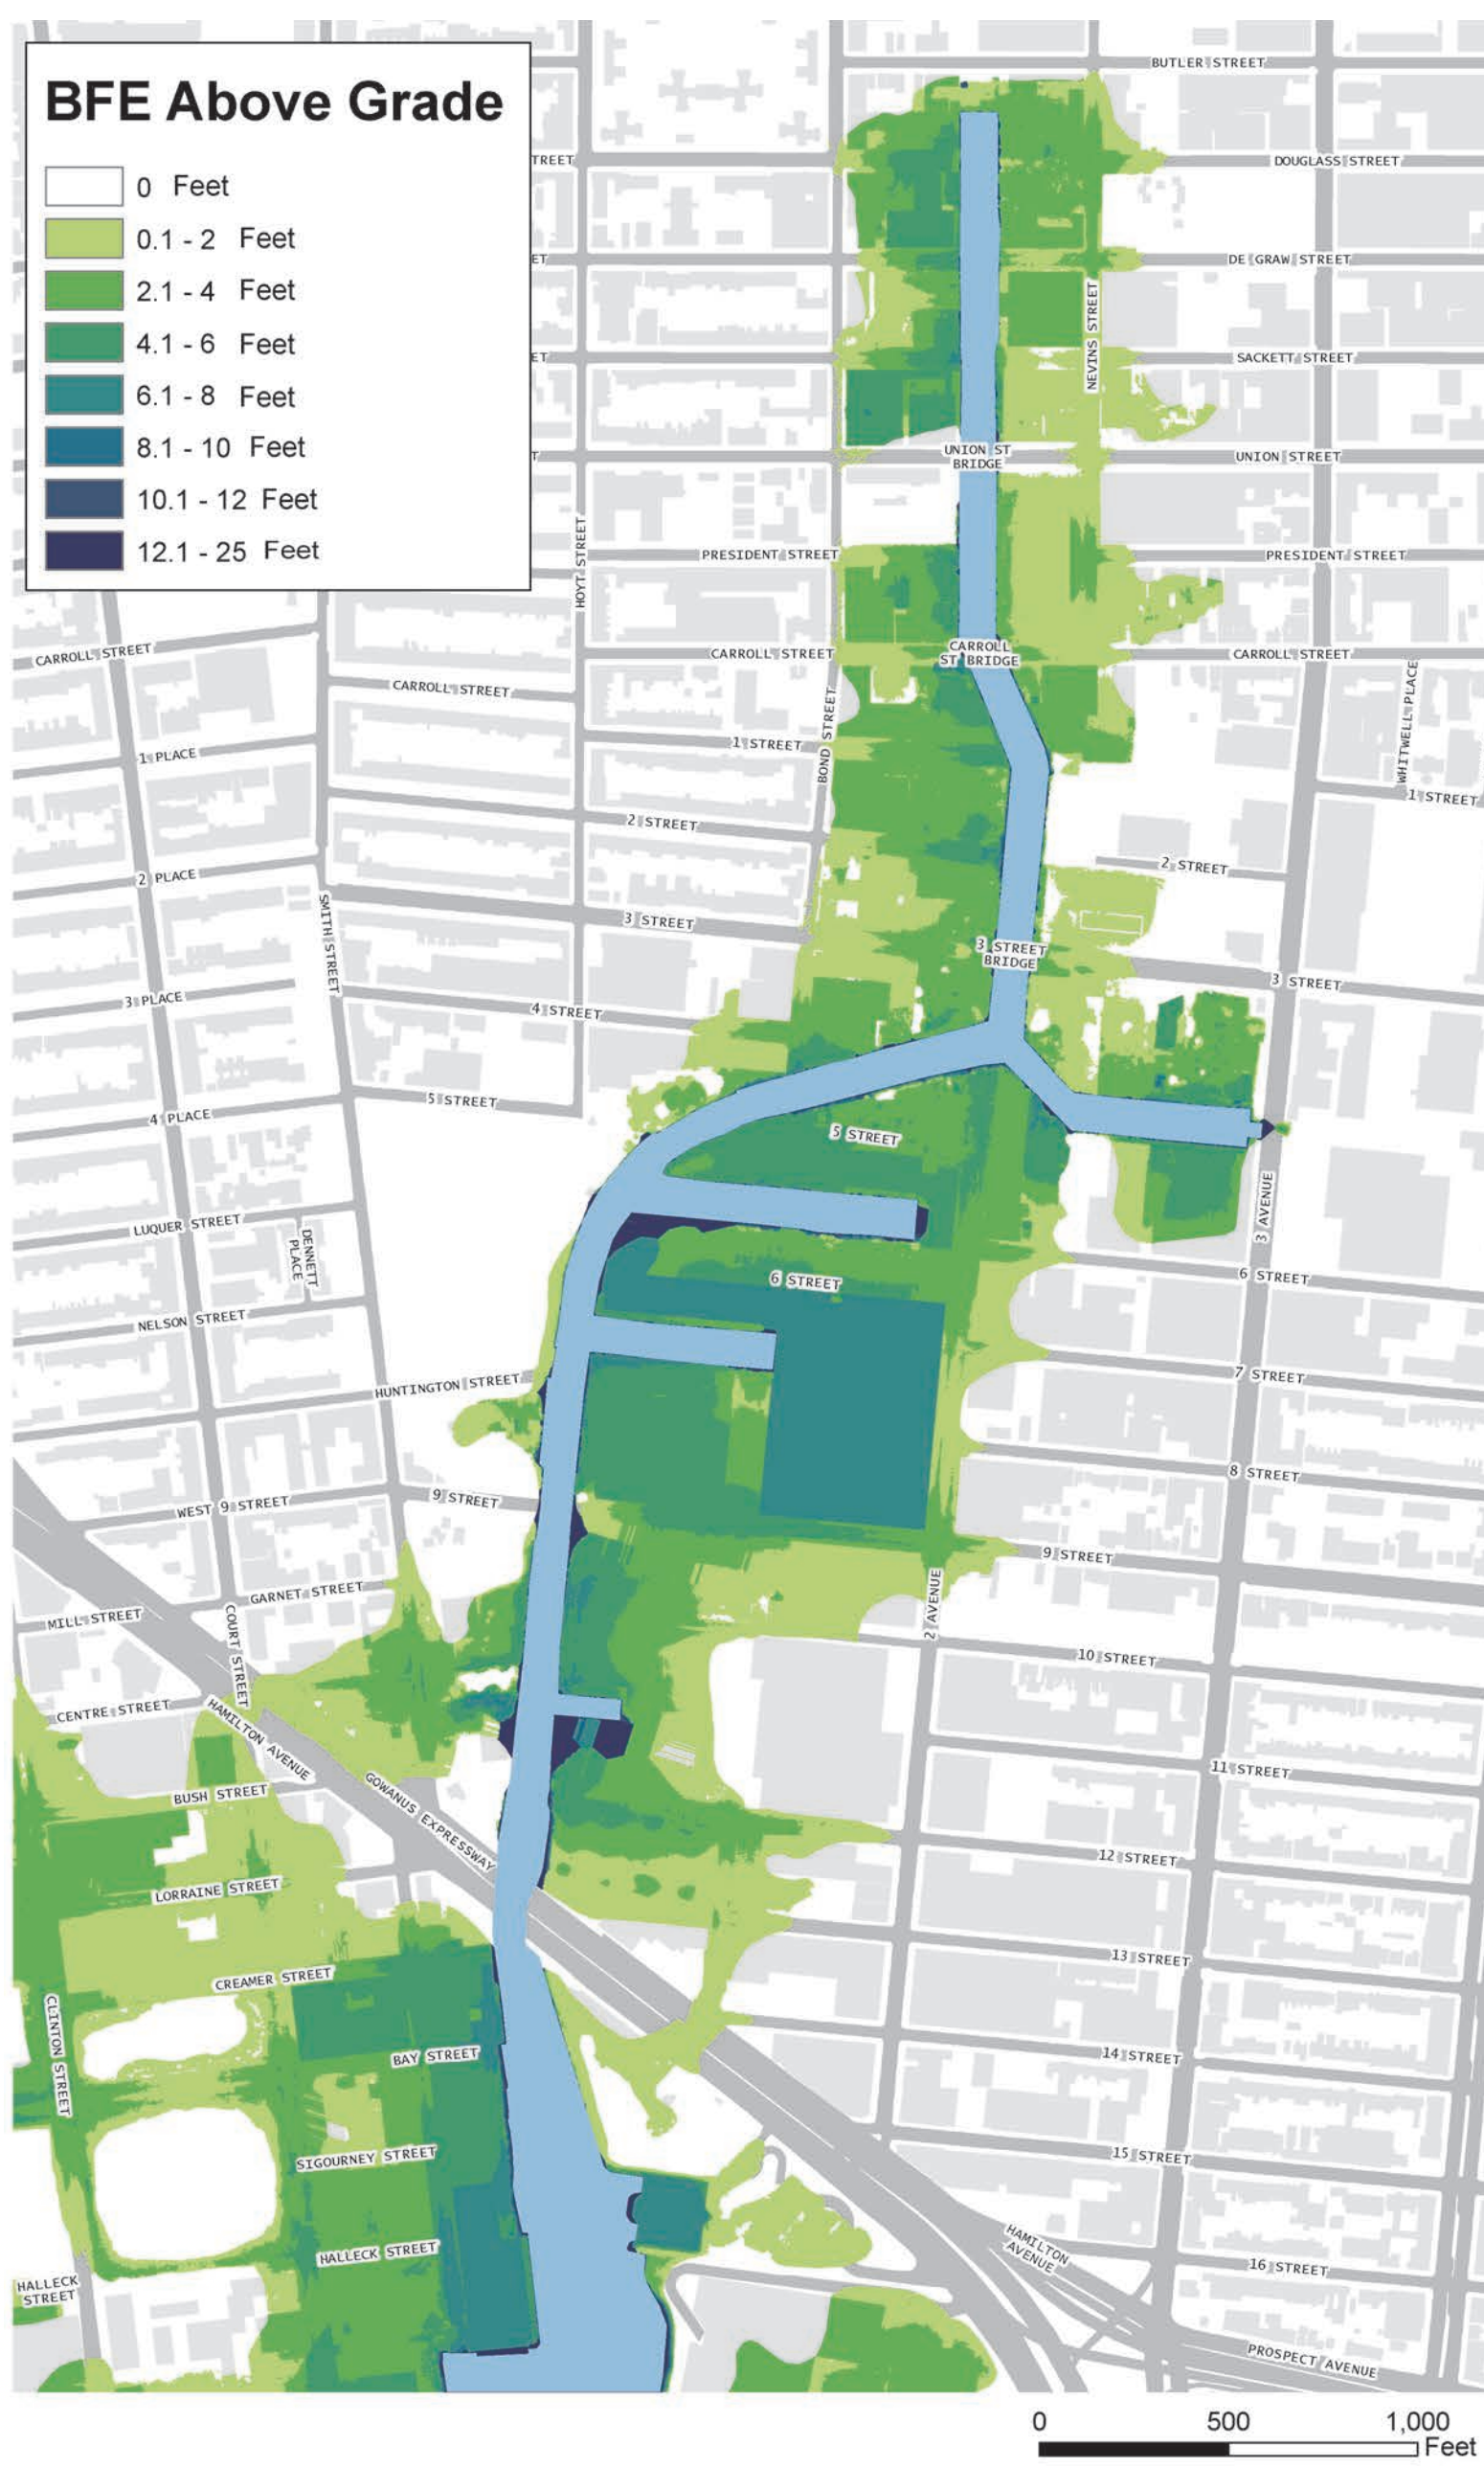 BFE Above Grade
0 Feet
0.1 - 2 Feet
2.1 - 4 Feet
4.1 - 6 Feet
6.1 - 8 Feet
8.1 - 10 Feet
10.1 - 12 Feet
12.1 - 25 Feet
BUTLER STREET
TREET
DOUGLASS STREET
ET
DE GRAW STREET
NEVINS STREET
ET
SACKETT STREET
T
UNION ST
BRIDGE
UNION STREET
HOYT STREET
PRESIDENT STREET
PRESIDENT STREET
CARROLL STREET
CARROLL STREET
CARROLL
ST BRIDGE
CARROLL STREET
CARROLL STREET
WHITWELL PLACE
BOND STREET
1 PLACE
1 STREET
1 STREET
2 STREET
2 STREET
2 PLACE
SMITH STREET
3 STREET
3 STREET
BRIDGE
3 STREET
3 PLACE
4 STREET
5 STREET
4 PLACE
5 STREET
3 AVENUE
LUQUER STREET
DENNETT
PLACE
6 STREET
6 STREET
NELSON STREET
HUNTINGTON STREET
7 STREET
8 STREET
WEST 9 STREET
9 STREET
9 STREET
2 AVENUE
GARNET STREET
MILL STREET
COURT STREET
10 STREET
CENTRE STREET
HAMILTON AVENUE
GOWANUS EXPRESSWAY
BUSH STREET
11 STREET
12 STREET
LORRAINE STREET
13 STREET
CREAMER STREET
CLINTON STREET
BAY STREET
14 STREET
SIGOURNEY STREET
15 STREET
HALLECK STREET
HAMILTON
AVENUE
16 STREET
HALLECK
STREET
PROSPECT AVENUE
0 500 1,000
Feet